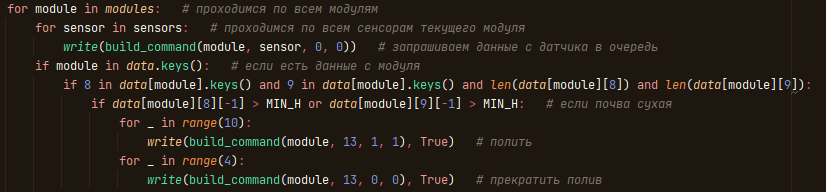 for module in modules:   # проходимся по всем модулям
    for sensor in sensors:   # проходимся по всем сенсорам текущего модуля
        write(build_command(module, sensor, 0, 0))   # запрашиваем данные с датчика в очередь
    if module in data.keys():   # если есть данные с модуля
        if 8 in data[module].keys() and 9 in data[module].keys() and len(data[module][8]) and len(data[module][9]):
            if data[module][8][-1] > MIN_H or data[module][9][-1] > MIN_H:   # если почва сухая
                for _ in range(10):
                    write(build_command(module, 13, 1, 1), True)   # полить
                for _ in range(4):
                    write(build_command(module, 13, 0, 0), True)   # прекратить полив